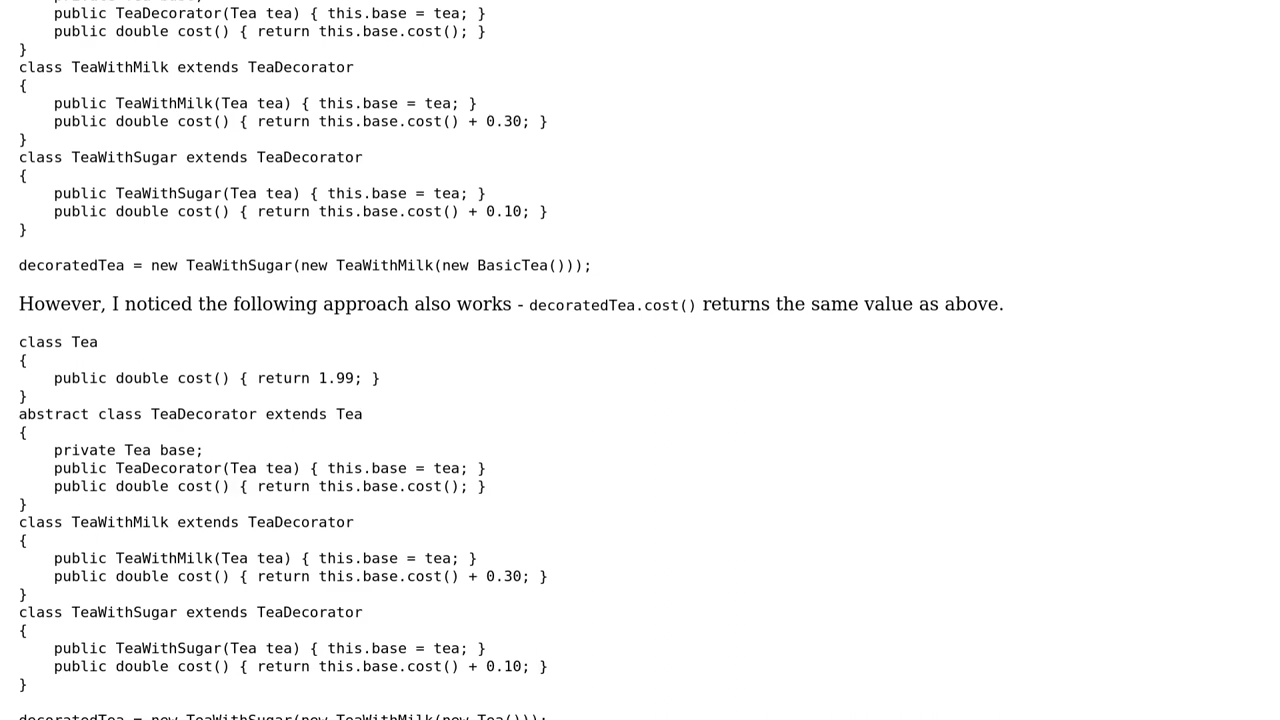 public TeaDecorator(Tea tea) { this.base = tea; }
public double cost() { return this.base.cost(); }
}
class TeaWithMilk extends TeaDecorator
{
public TeaWithMilk(Tea tea) { this.base = tea; }
public double cost() { return this.base.cost() + 0.30; }
}
class TeaWithSugar extends TeaDecorator
{
public TeaWithSugar(Tea tea) { this.base = tea; }
public double cost() { return this.base.cost() + 0.10; }
}
decoratedTea = new TeaWithSugar(new TeaWithMilk(new BasicTea()));
However, I noticed the following approach also works - decoratedTea.cost() returns the same value as above.
class Tea
{
public double cost() { return 1.99; }
}
abstract class TeaDecorator extends Tea
{
private Tea base;
public TeaDecorator(Tea tea) { this.base = tea; }
public double cost() { return this.base.cost(); }
}
class TeaWithMilk extends TeaDecorator
{
public TeaWithMilk(Tea tea) { this.base = tea; }
public double cost() { return this.base.cost() + 0.30; }
}
class TeaWithSugar extends TeaDecorator
{
public TeaWithSugar(Tea tea) { this.base = tea; }
public double cost() { return this.base.cost() + 0.10; }
}
decoratedTea = new TeaWithSugar(new TeaWithMilk(new Tea()));